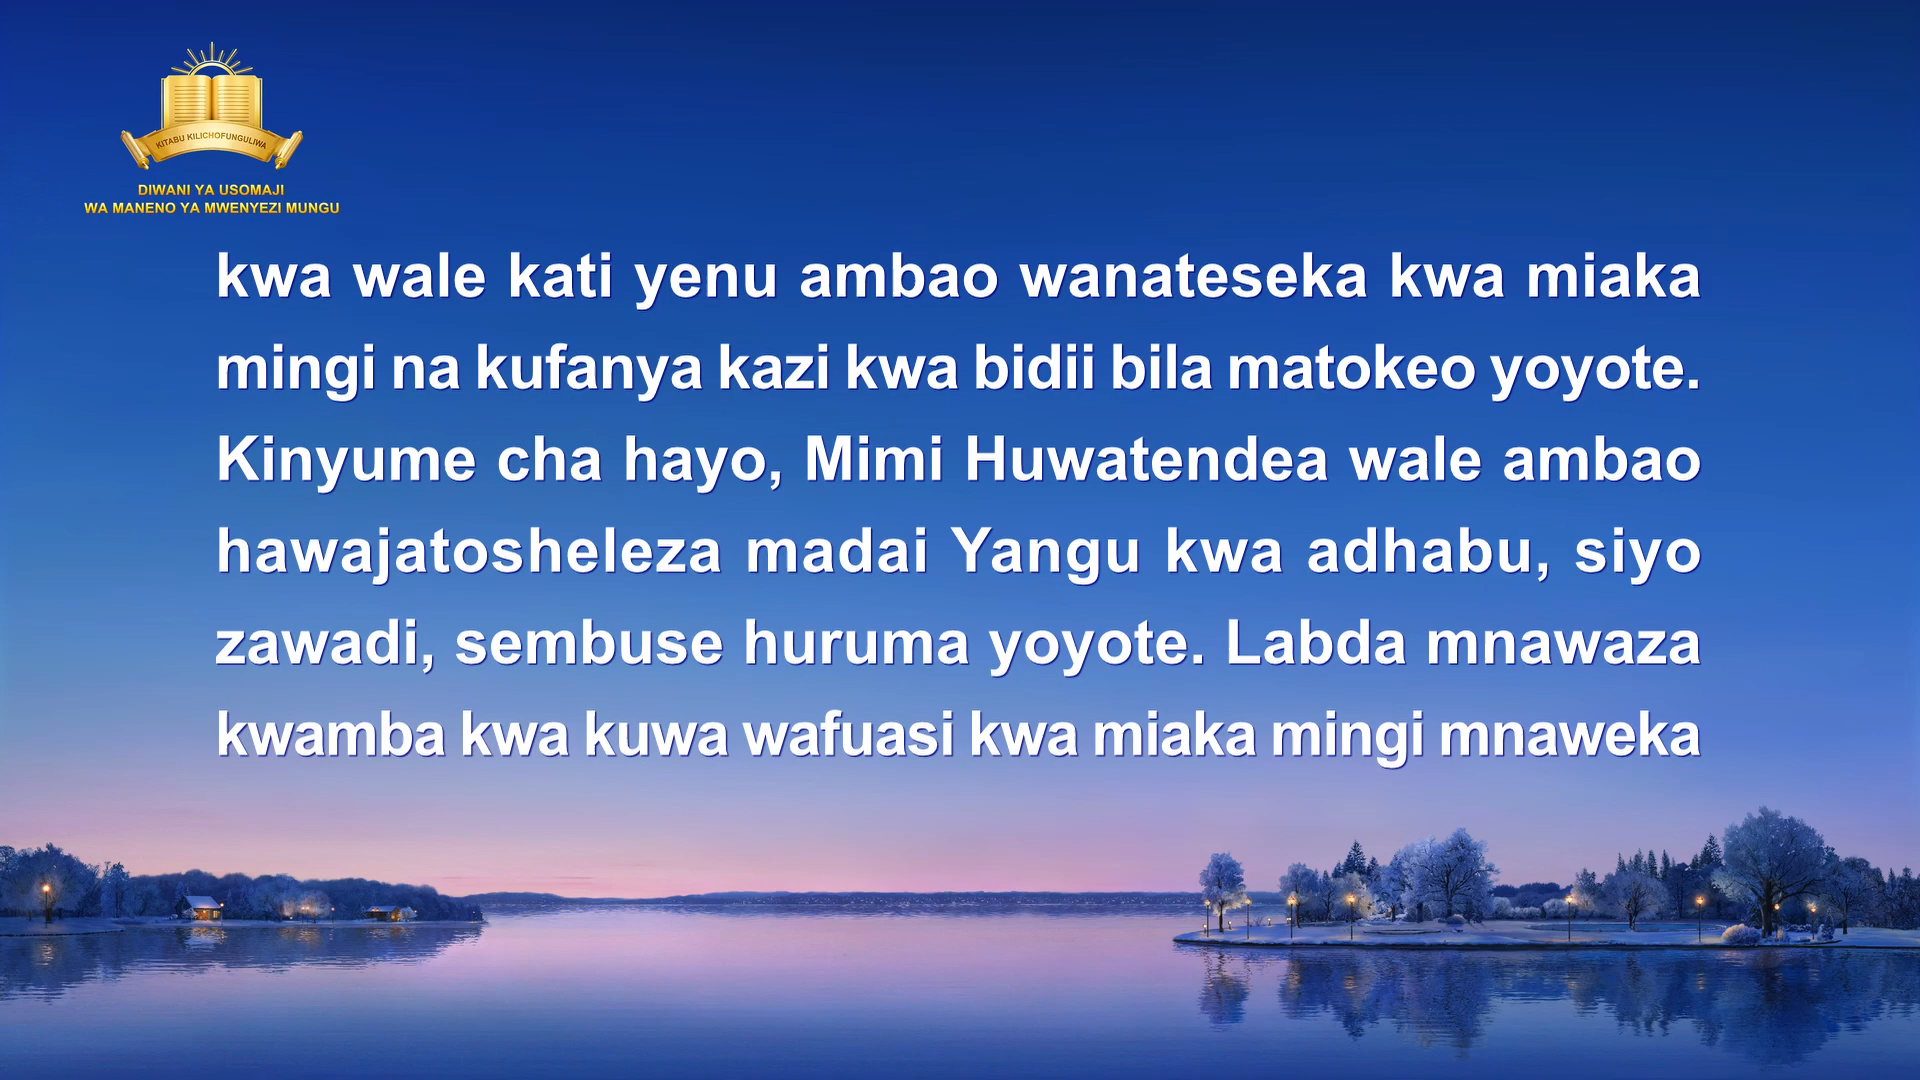 KITABU KILICHOFUNGULIWA
DIWANI YA USOMAJI
WA MANENO YA MWENYEZI MUNGU
kwa wale kati yenu ambao wanateseka kwa miaka
mingi na kufanya kazi kwa bidii bila matokeo yoyote.
Kinyume cha hayo, Mimi Huwatendea wale ambao
hawajatosheleza madai Yangu kwa adhabu, siyo
zawadi, sembuse huruma yoyote. Labda mnawaza
kwamba kwa kuwa wafuasi kwa miaka mingi mnaweka